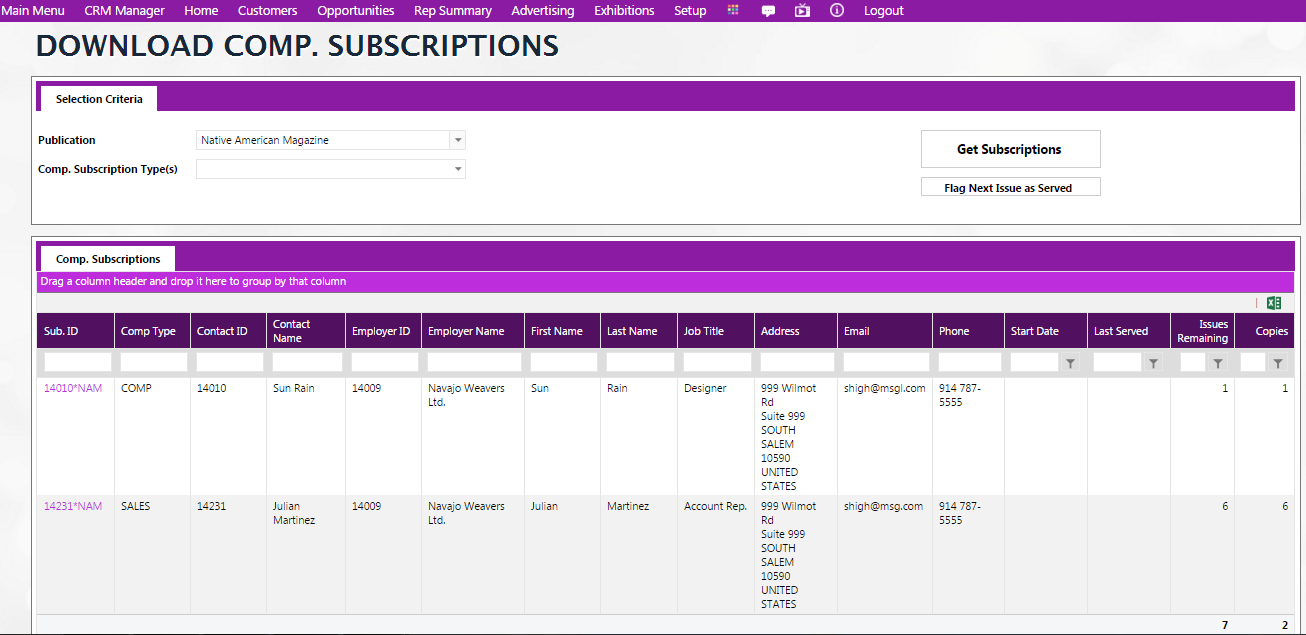 Main Menu CRM Manager Home Customers Opportunities Rep Summary Advertising Exhibitions Setup Logout
DOWNLOAD COMP. SUBSCRIPTIONS
Selection Criteria
Publication Native American Magazine Get Subscriptions
Comp. Subscription Type(s)
Flag Next Issue as Served
Comp. Subscriptions
Drag a column header and drop it here to group by that column
Sub. ID Comp Type Contact ID Contact Name Employer ID Employer Name First Name Last Name Job Title Address Email Phone Start Date Last Served Issues Remaining Copies
14010*NAM COMP 14010 Sun Rain 14009 Navajo Weavers Sun Rain Designer 999 Wilmot shigh@msgl.com 914 787- 1 1
Ltd. Rd 5555
Suite 999
SOUTH
SALEM
10590
UNITED
STATES
14231*NAM SALES 14231 Julian 14009 Navajo Weavers Julian Martinez Account Rep. 999 Wilmot shigh@msg.com 914 787- 6 6
Martinez Ltd. Rd 5555
Suite 999
SOUTH
SALEM
10590
UNITED
STATES
7 2